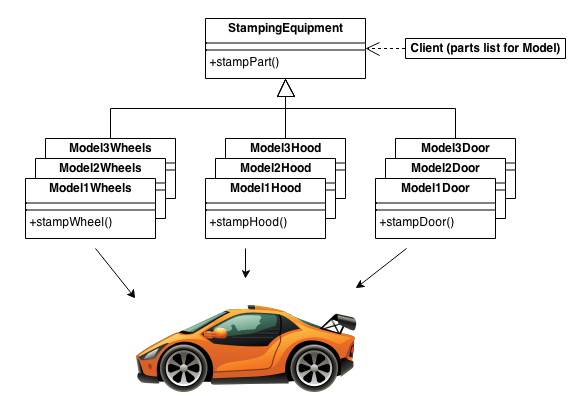 StampingEquipment
+stampPart()
Client (parts list for Model)
Model3Wheels
Model2Wheels
Model1Wheels
+stampWheel()
Model3Hood
Model2Hood
Model1Hood
+stampHood()
Model3Door
Model2Door
Model1Door
+stampDoor()